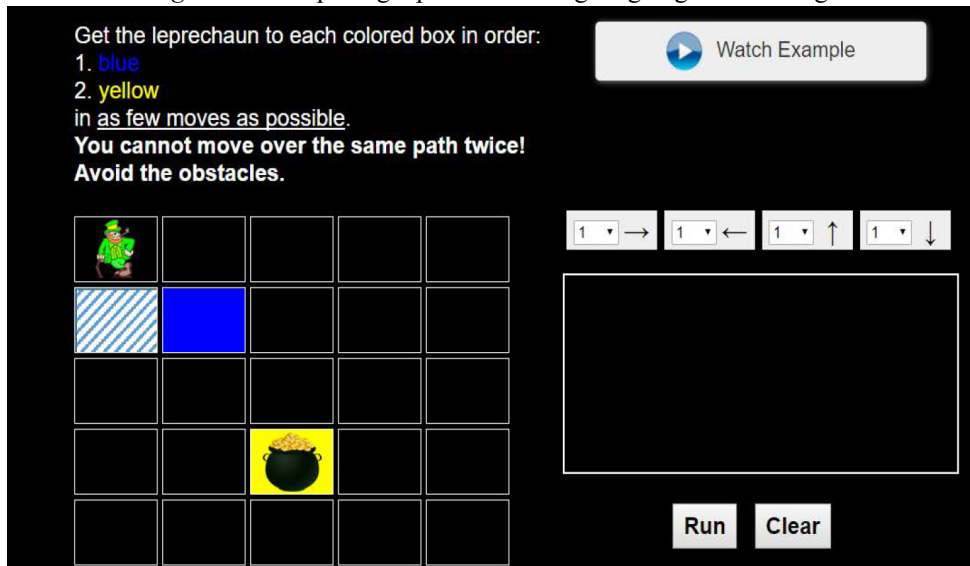 Get the leprechaun to each colored box in order:
1. blue
2. yellow
in as few moves as possible.
You cannot move over the same path twice!
Avoid the obstacles.
Watch Example
1 → 1 ← 1 ↑ 1 ↓
Run Clear